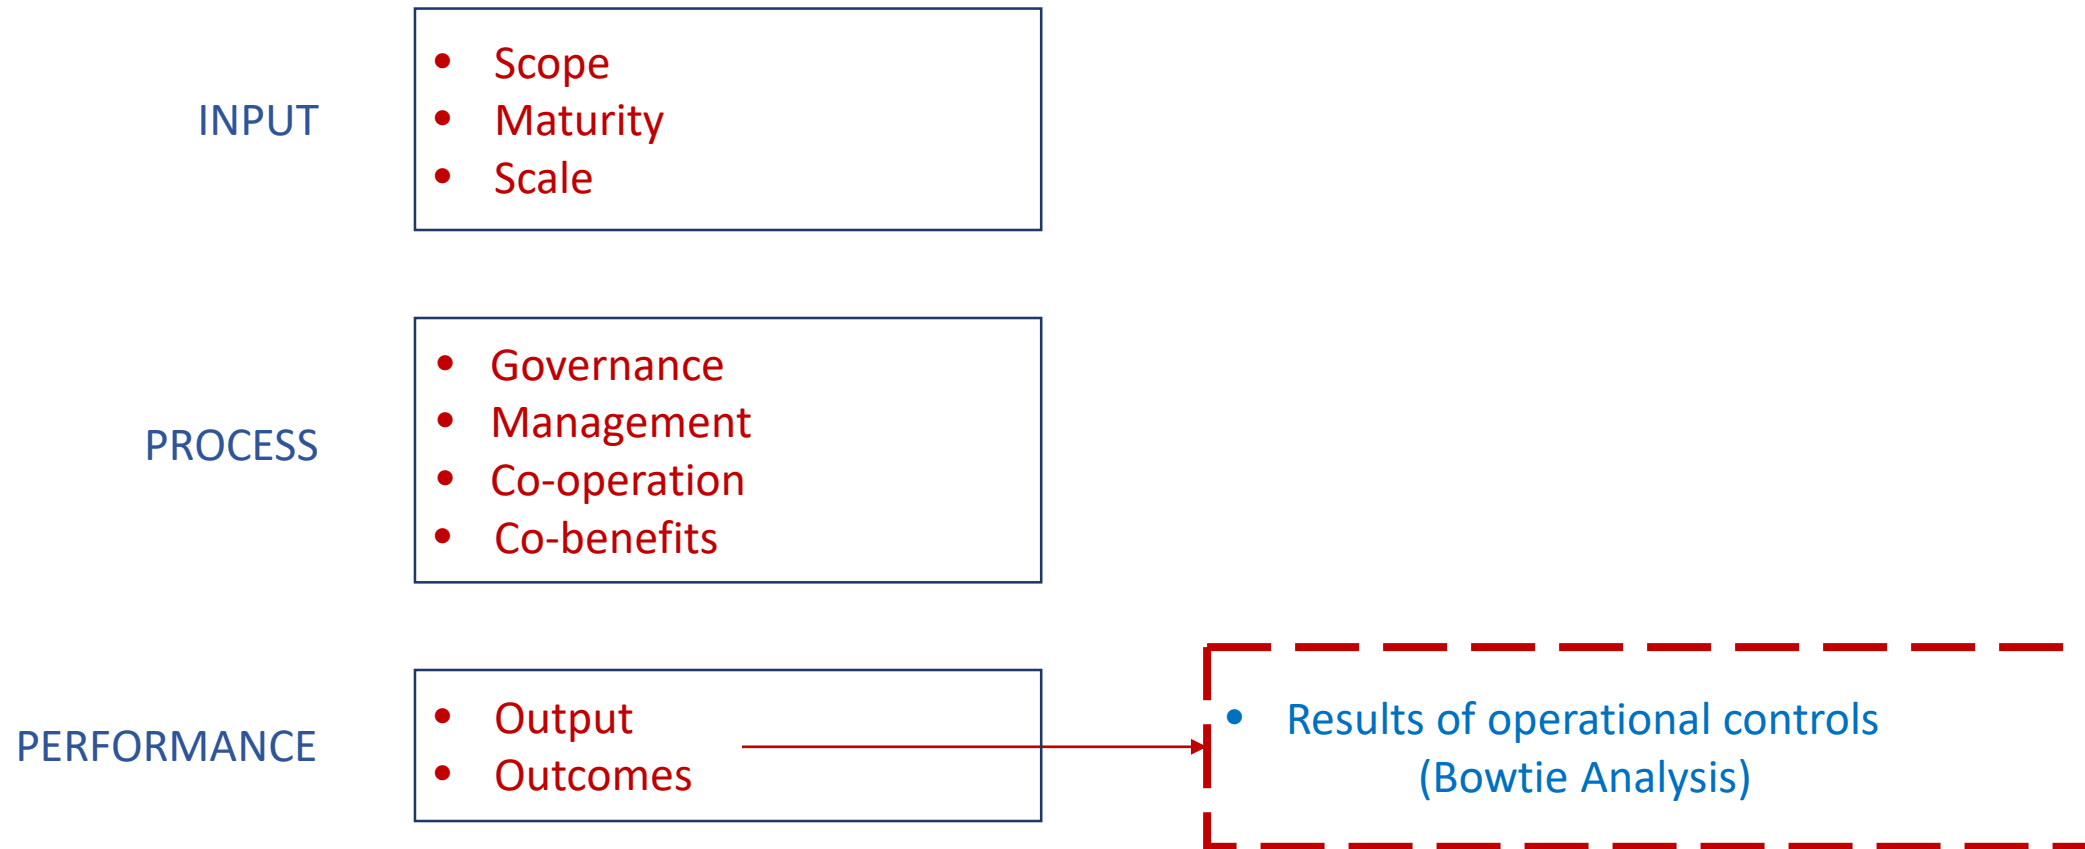 INPUT
• Scope
• Maturity
• Scale
PROCESS
• Governance
• Management
• Co-operation
• Co-benefits
PERFORMANCE
• Output
• Outcomes
• Results of operational controls
(Bowtie Analysis)